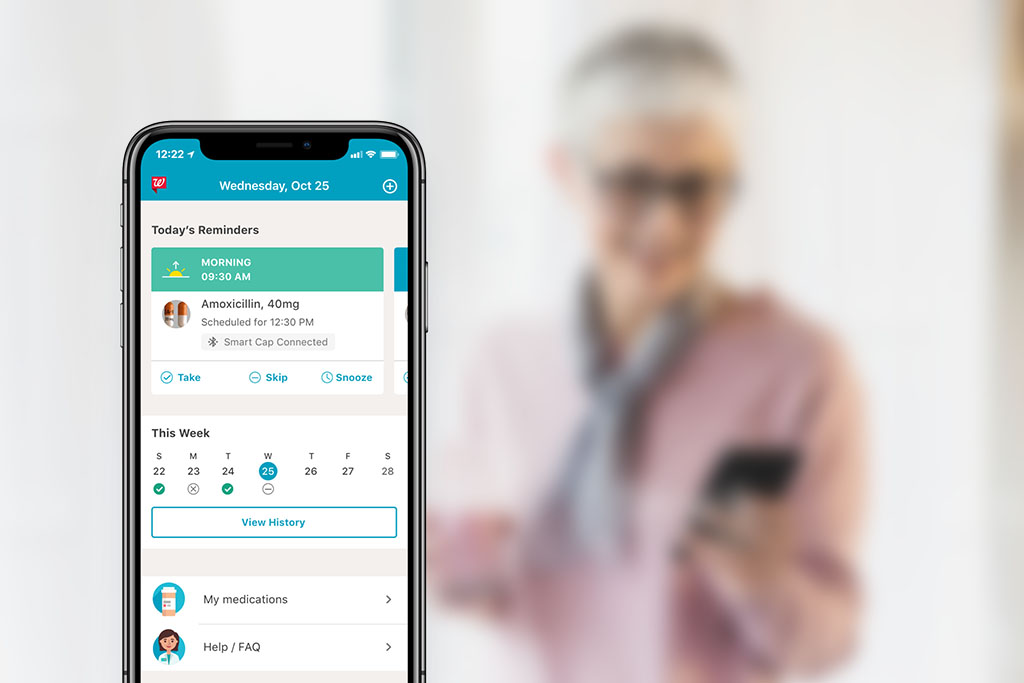 12:22
Wednesday, Oct 25
Today's Reminders
MORNING
09:30 AM
Amoxicillin, 40mg
Scheduled for 12:30 PM
Smart Cap Connected
Take Skip Snooze
This Week
S M T W T F S
22 23 24 25 26 27 28
View History
My medications
Help / FAQ